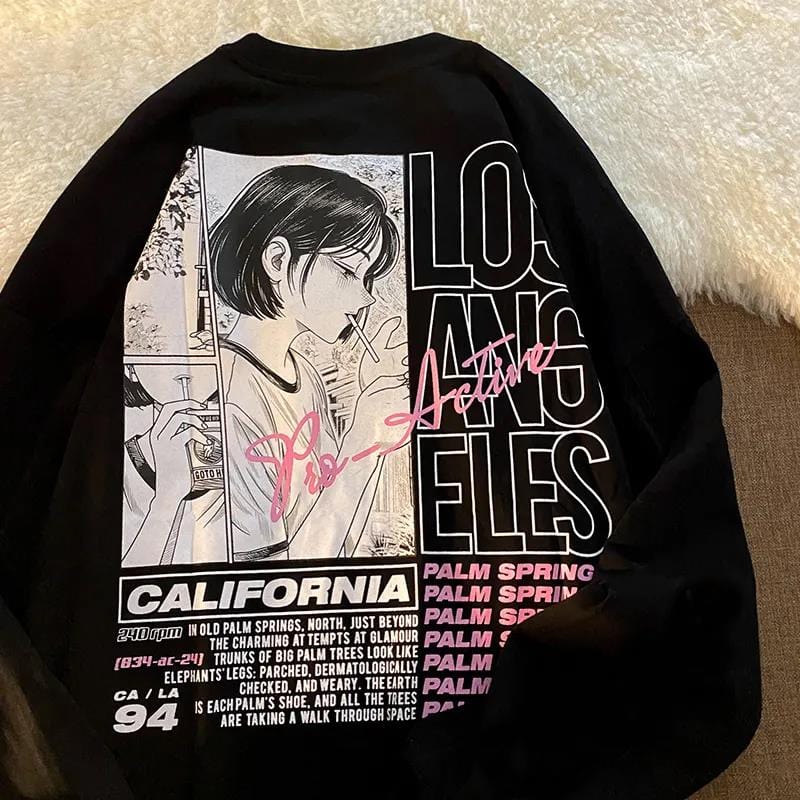 LOS
ANG
ELES
Pro-Active
GOTO H
CALIFORNIA
240 rpm
(834-ac-24)
CA / LA
94
IN OLD PALM SPRINGS, NORTH, JUST BEYOND
THE CHARMING AT TEMPTS AT GLAMOUR
TRUNKS OF BIG PALM TREES LOOK LIKE
ELEPHANTS' LEGS: PARCHED, DERMATOLOGICALLY
CHECKED, AND WEARY. THE EARTH
IS EACH PALM'S SHOE, AND ALL THE TREES
ARE TAKING A WALK THROUGH SPACE
PALM SPRING
PALM SPRIN
PALM SPRI
PALM S
PALM
PALM
PAL